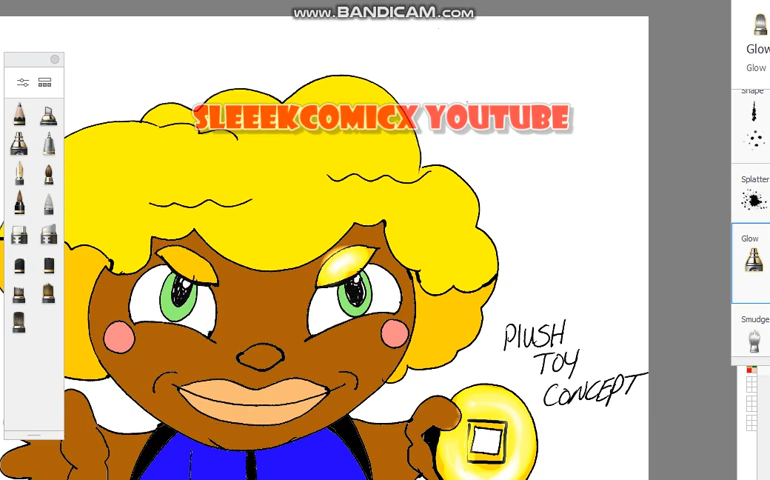 www.BANDICAM.com
Glow
Glow
Shape
SLEEEKCOMICX YOUTUBE
Splatter
Glow
Smudge
PlUSH
TOY
CONCEPT